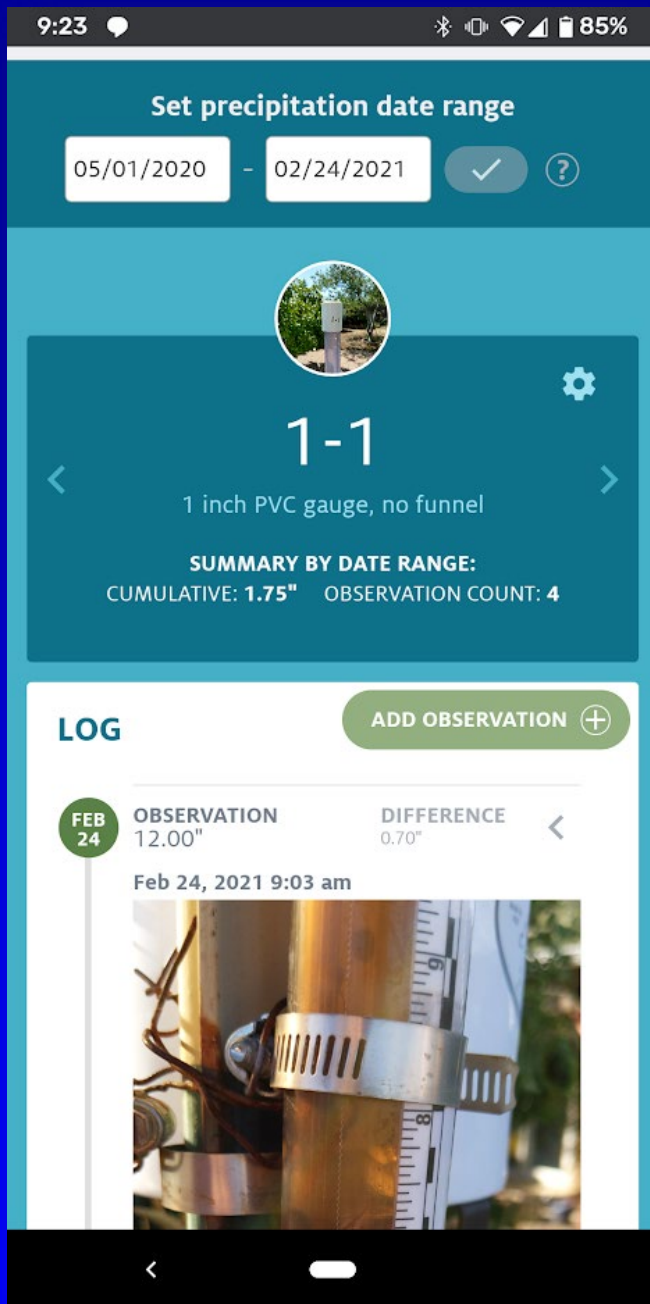 9:23
85%
Set precipitation date range
05/01/2020 - 02/24/2021
?
1-1
1 inch PVC gauge, no funnel
SUMMARY BY DATE RANGE:
CUMULATIVE: 1.75" OBSERVATION COUNT: 4
LOG
ADD OBSERVATION
FEB
24
OBSERVATION
12.00"
DIFFERENCE
0.70"
Feb 24, 2021 9:03 am
9
8